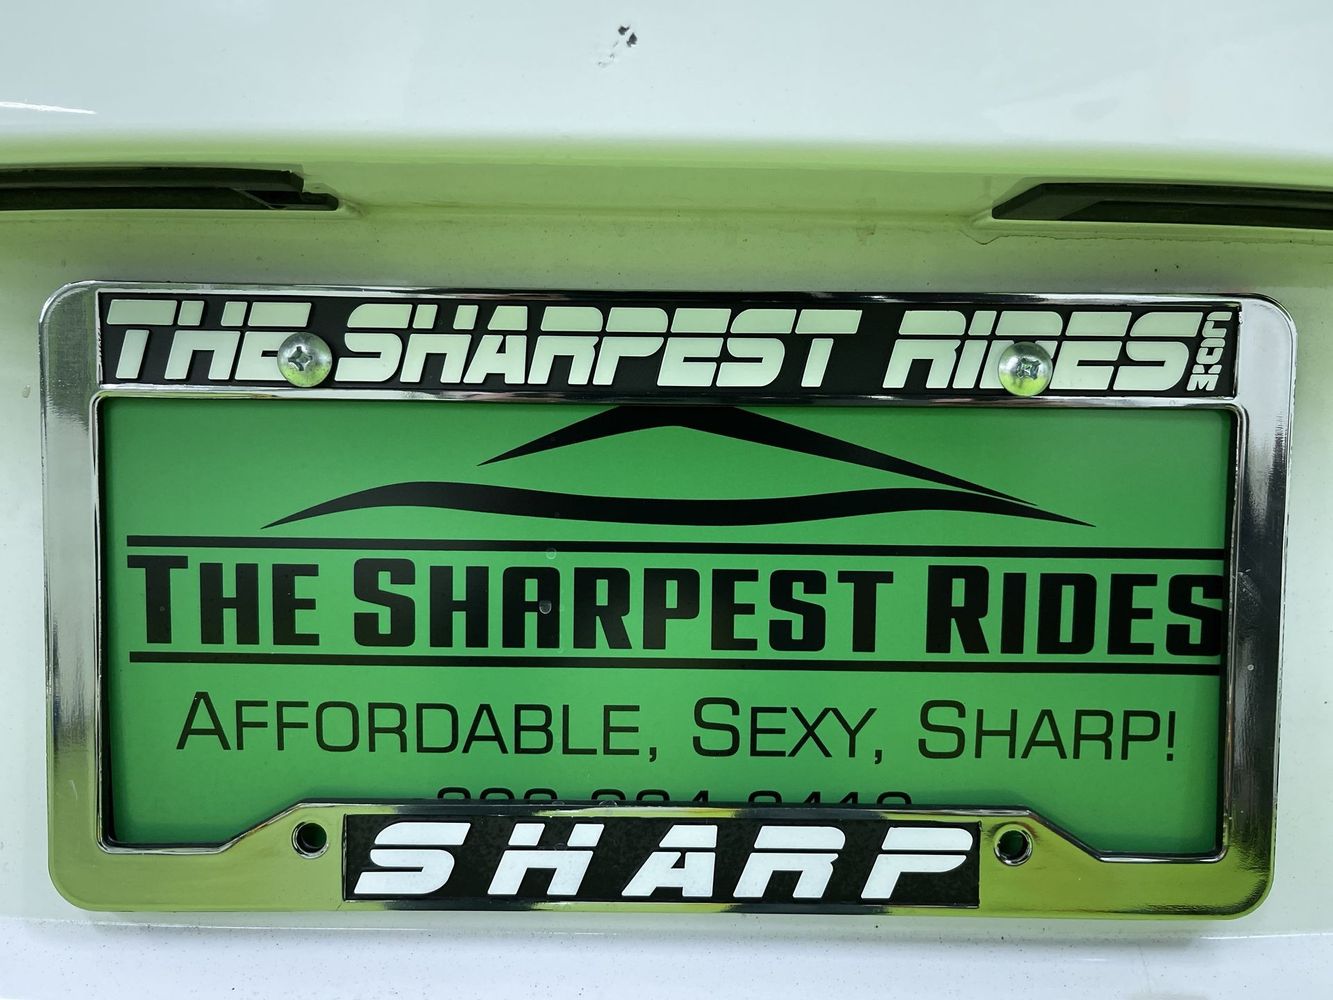 THE SHARPEST RIDES.COM
THE SHARPEST RIDES
AFFORDABLE, SEXY, SHARP!
SHARP